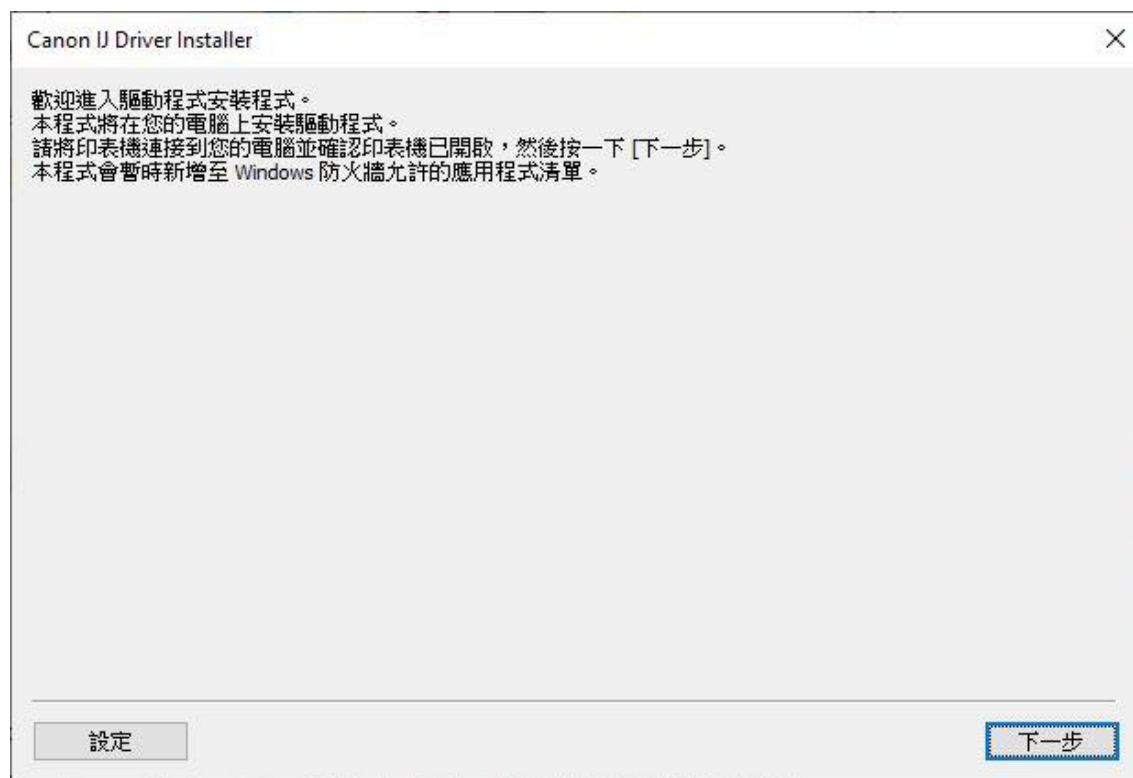 Canon IJ Driver Installer
歡迎進入驅動程式安裝程式。
本程式將在您的電腦上安裝驅動程式。
請將印表機連接到您的電腦並確認印表機已開啟，然後按一下 [下一步]。
本程式會暫時新增至 Windows 防火牆允許的應用程式清單。
設定
下一步